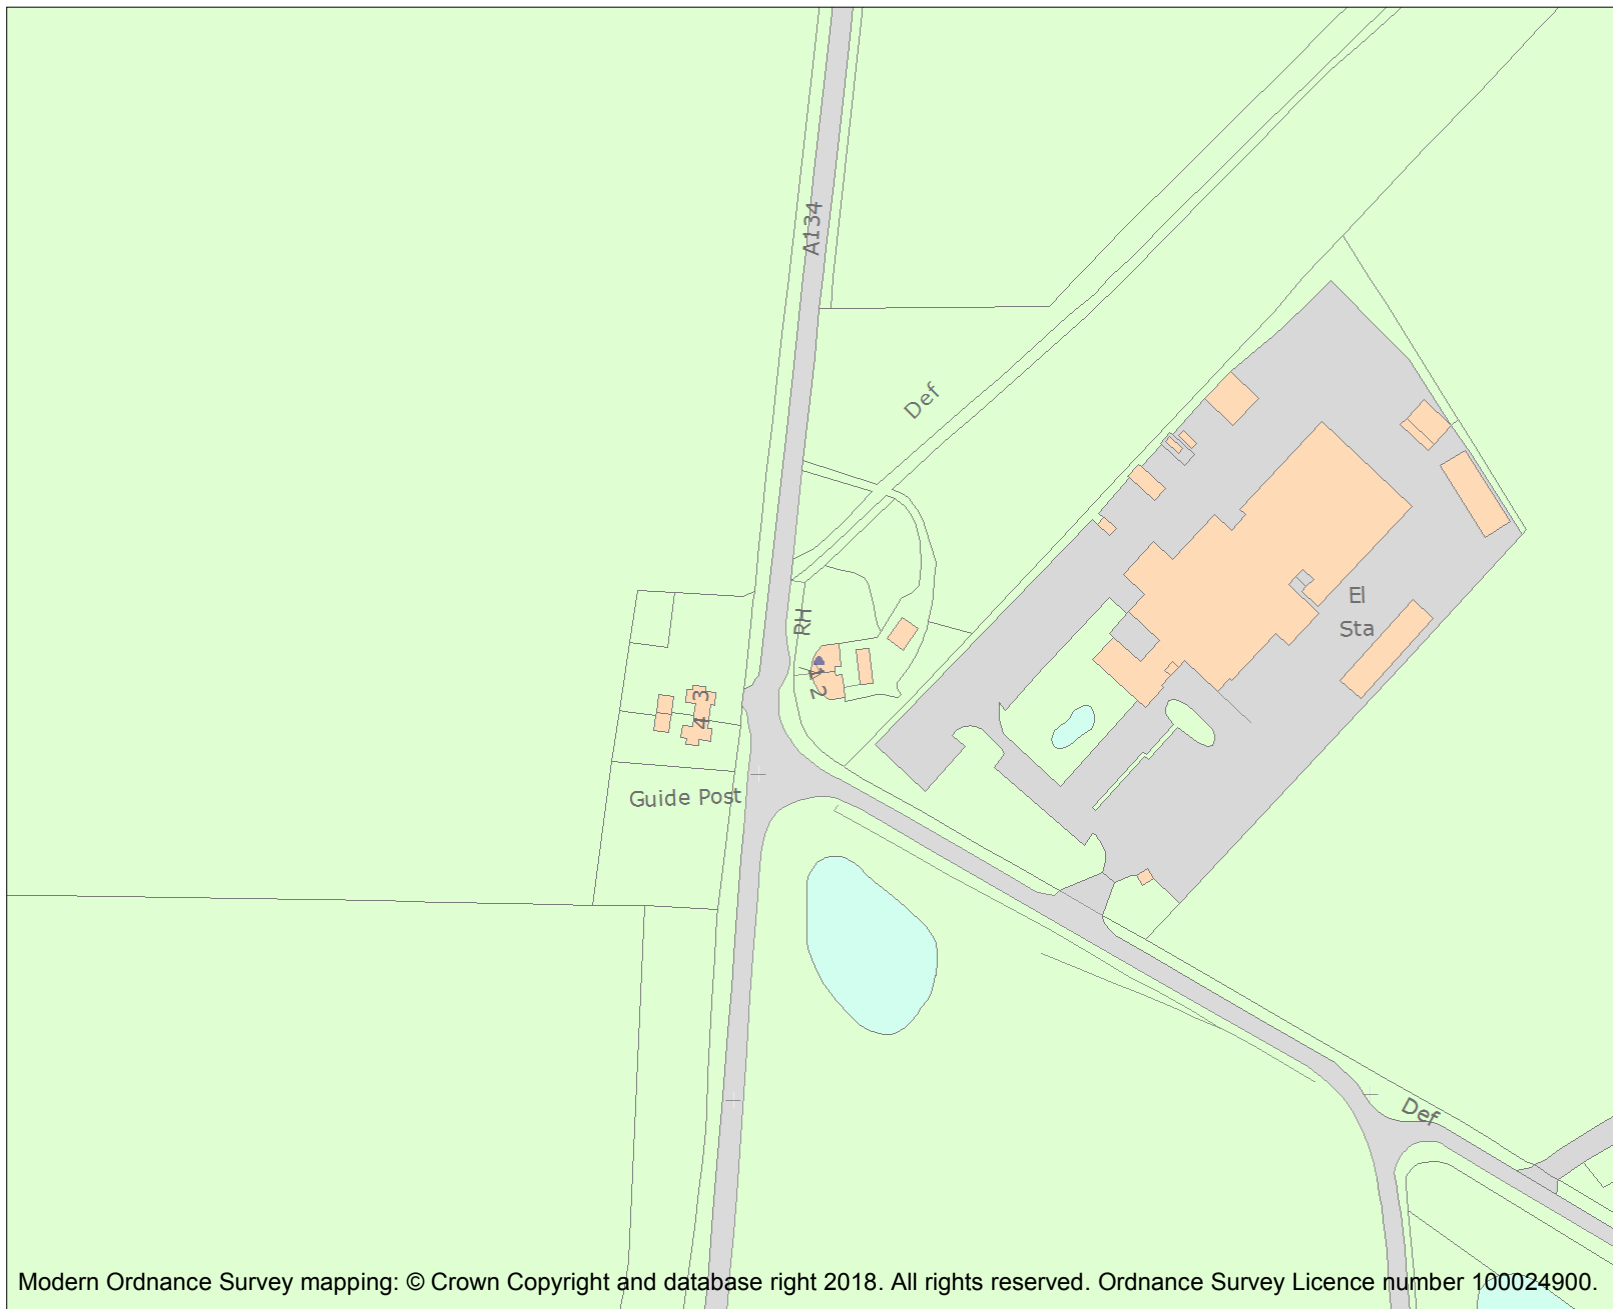 A134
Def
El
Sta
RH
2
3
4
Guide Post
Def
Modern Ordnance Survey mapping: © Crown Copyright and database right 2018. All rights reserved. Ordnance Survey Licence number 100024900.